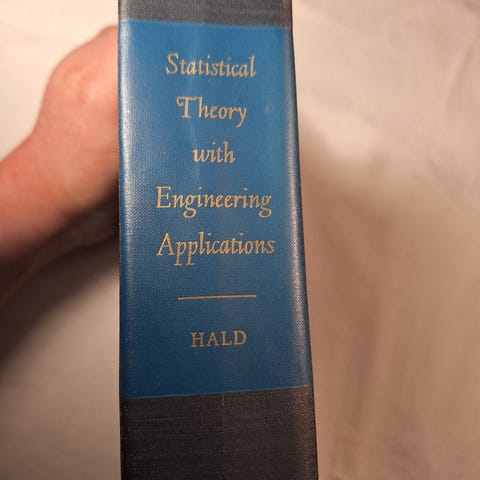 Statistical
Theory
with
Engineering
Applications
HALD